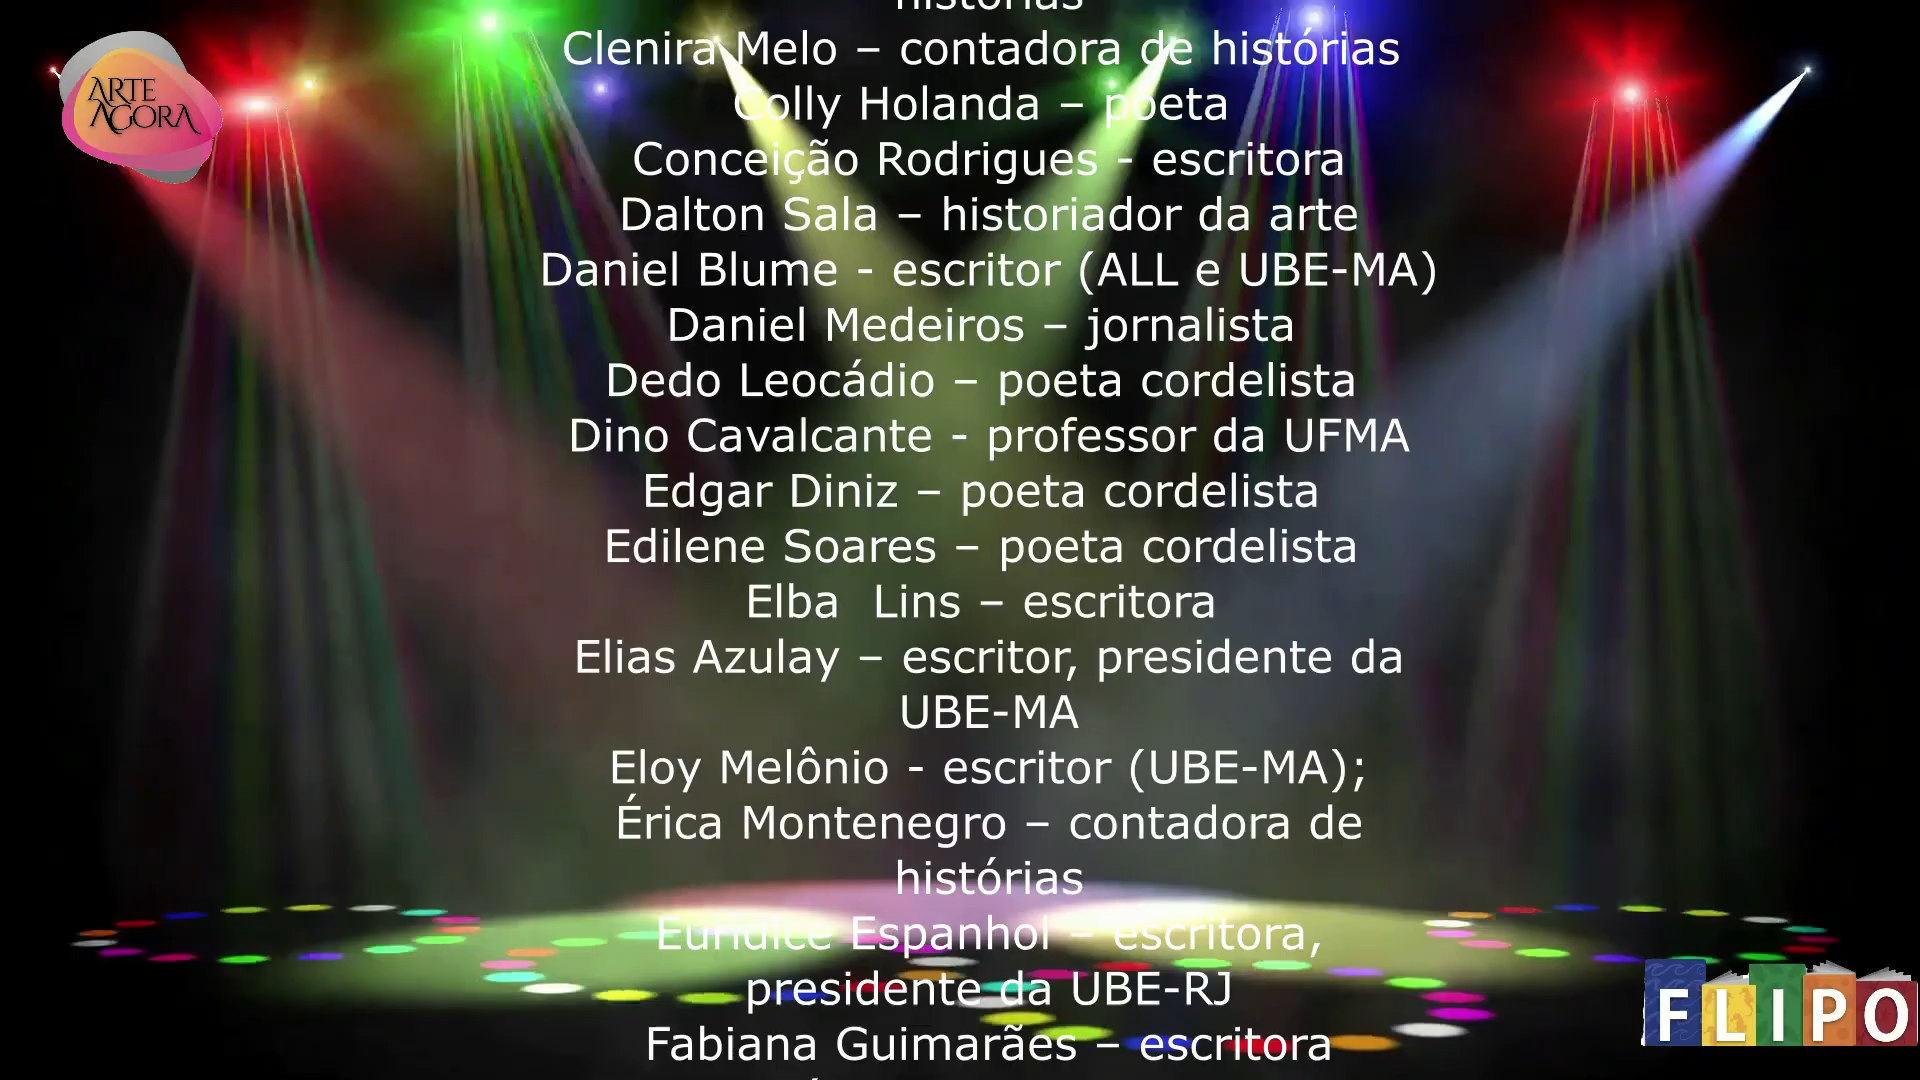 histórias
Clenira Melo – contadora de histórias
ARTE
AGORA
Colly Holanda – poeta
Conceição Rodrigues - escritora
Dalton Sala – historiador da arte
Daniel Blume - escritor (ALL e UBE-MA)
Daniel Medeiros – jornalista
Dedo Leocádio – poeta cordelista
Dino Cavalcante - professor da UFMA
Edgar Diniz – poeta cordelista
Edilene Soares – poeta cordelista
Elba  Lins – escritora
Elias Azulay – escritor, presidente da
UBE-MA
Eloy Melônio - escritor (UBE-MA);
Érica Montenegro – contadora de
histórias
Eurídice Espanhol – escritora,
presidente da UBE-RJ
Fabiana Guimarães – escritora
FLIPO